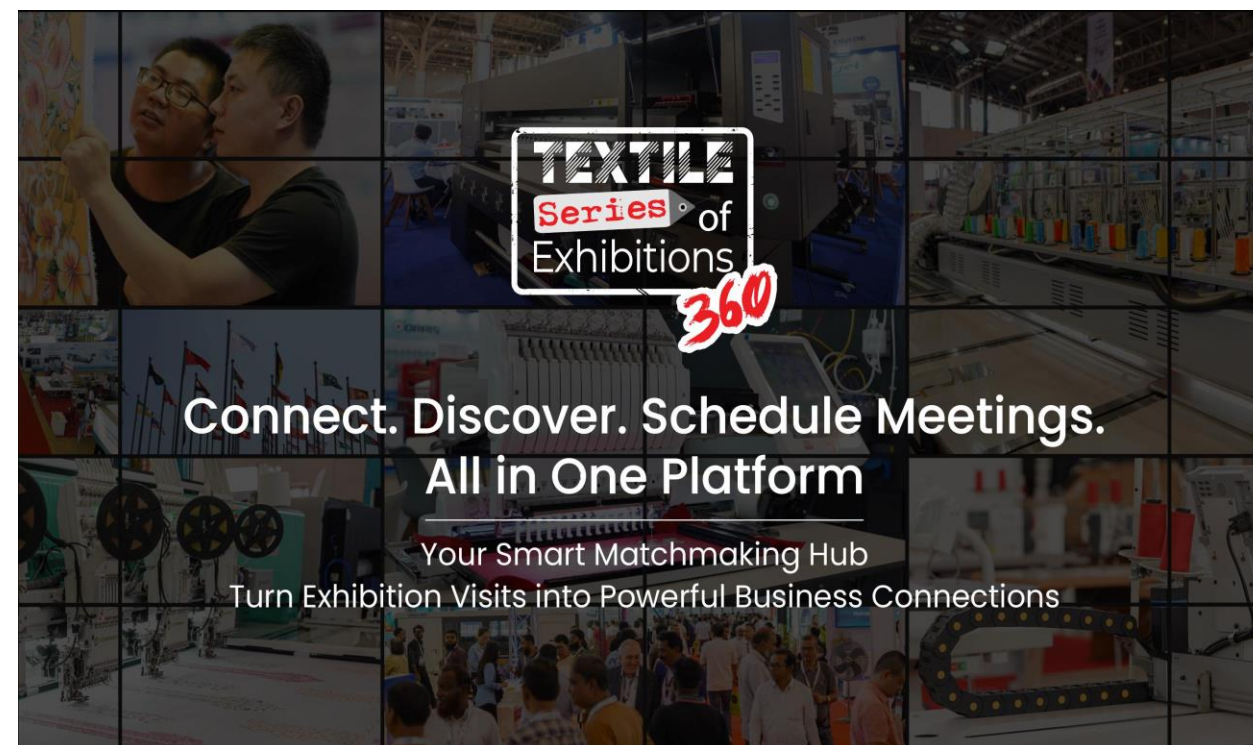 TEXTILE
Series of
Exhibitions
360
Connect. Discover. Schedule Meetings.
All in One Platform
Your Smart Matchmaking Hub
Turn Exhibition Visits into Powerful Business Connections